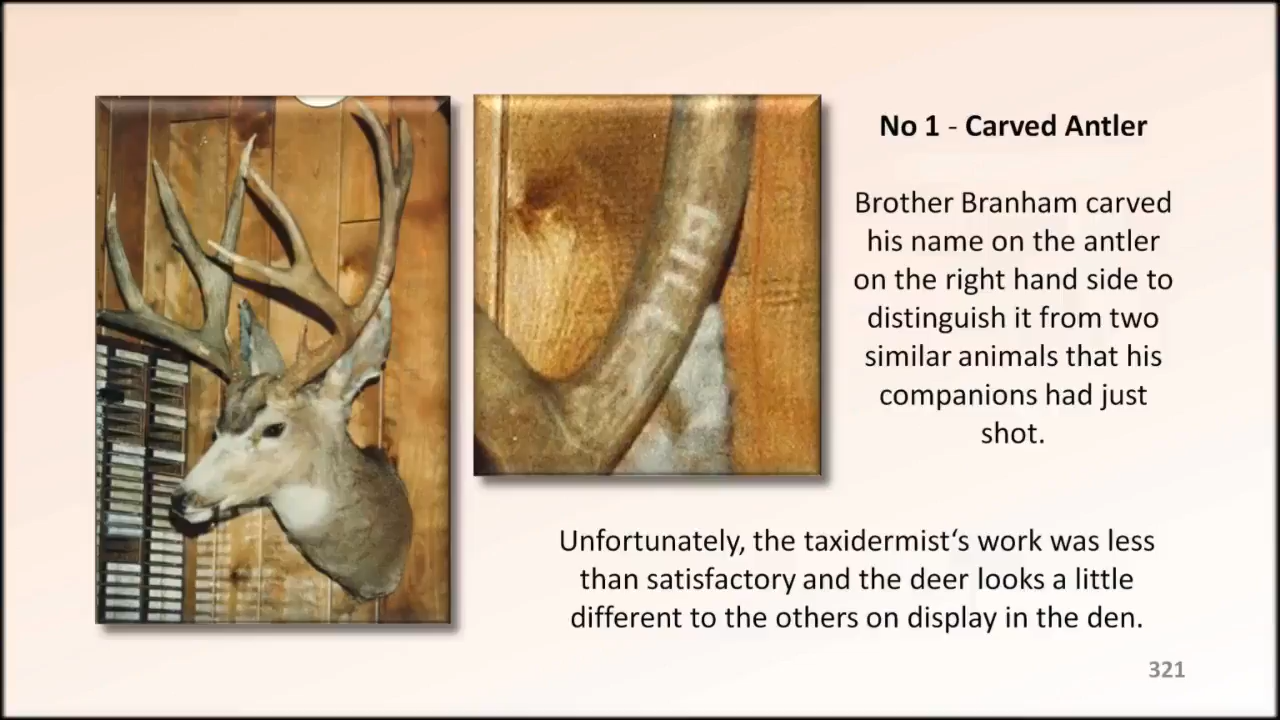 No 1 - Carved Antler
Brother Branham carved
his name on the antler
on the right hand side to
distinguish it from two
similar animals that his
companions had just
shot.
Unfortunately, the taxidermist‘s work was less
than satisfactory and the deer looks a little
different to the others on display in the den.
321